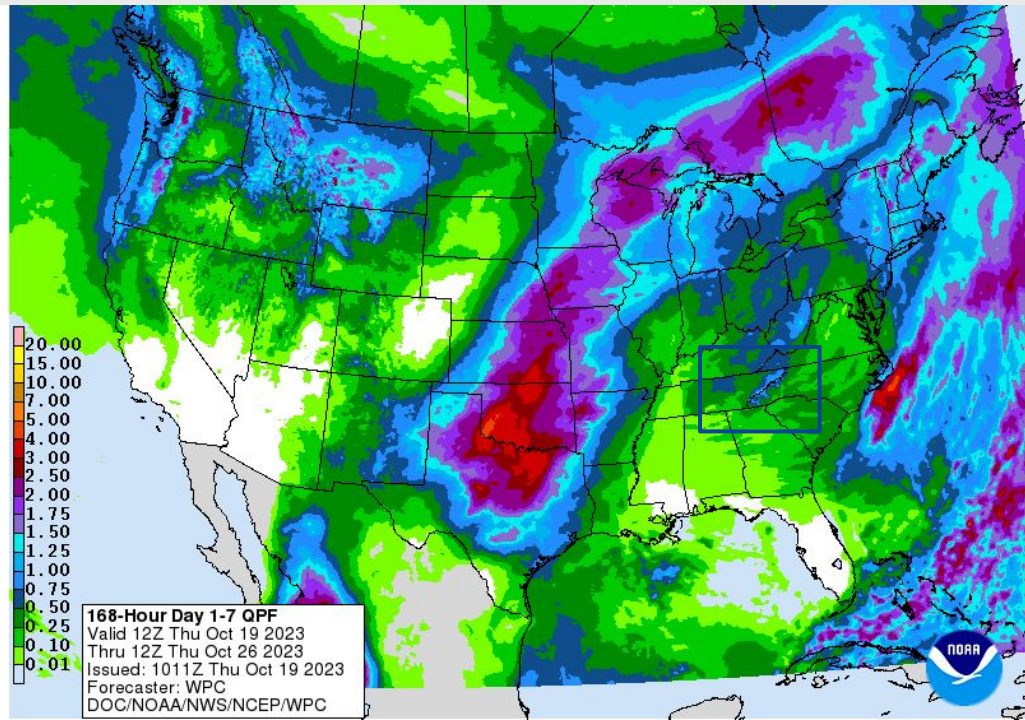 20.00
15.00
10.00
7.00
5.00
4.00
3.00
2.50
2.00
1.75
1.50
1.25
1.00
0.75
0.50
0.25
0.10
0.01
168-Hour Day 1-7 QPF
Valid 12Z Thu Oct 19 2023
Thru 12Z Thu Oct 26 2023
Issued: 1011Z Thu Oct 19 2023
Forecaster: WPC
DOC/NOAA/NWS/NCEP/WPC
NOAA